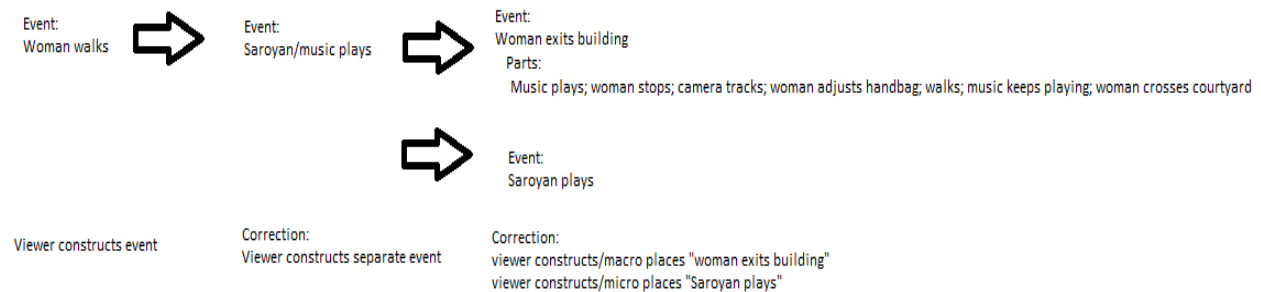 Event:
Woman walks
Event:
Saroyan/music plays
Event:
Woman exits building
Parts:
Music plays; woman stops; camera tracks; woman adjusts handbag; walks; music keeps playing; woman crosses courtyard
Event:
Saroyan plays
Viewer constructs event
Correction:
Viewer constructs separate event
Correction:
viewer constructs/macro places "woman exits building"
viewer constructs/micro places "Saroyan plays"